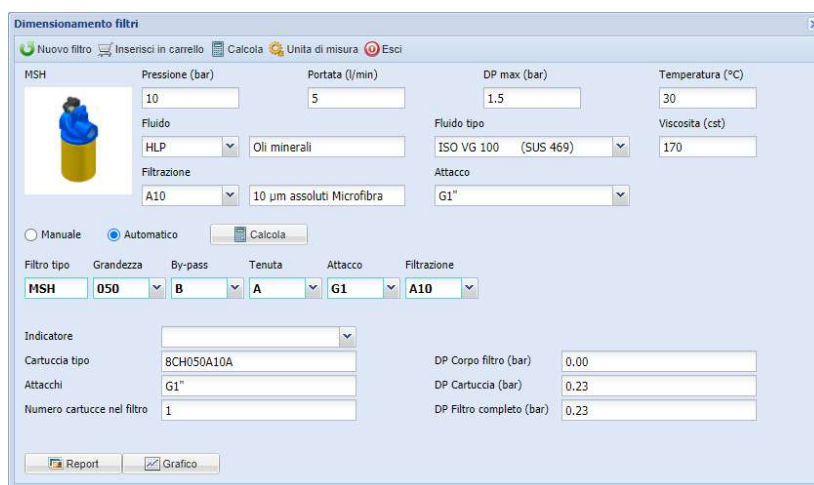 Dimensionamento filtri
Nuovo filtro Inserisci in carrello Calcola Unita di misura Esci
MSH Pressione (bar) Portata (l/min) DP max (bar) Temperatura (°C)
10 5 1.5 30
Fluido Fluido tipo Viscosita (cst)
HLP Oli minerali ISO VG 100 (SUS 469) 170
Filtrazione Attacco
A10 10 µm assoluti Microfibra G1"
Manuale Automatico Calcola
Filtro tipo Grandezza By-pass Tenuta Attacco Filtrazione
MSH 050 B A G1 A10
Indicatore
Cartuccia tipo 8CH050A10A DP Corpo filtro (bar) 0.00
Attacchi G1" DP Cartuccia (bar) 0.23
Numero cartucce nel filtro 1 DP Filtro completo (bar) 0.23
Report Grafico